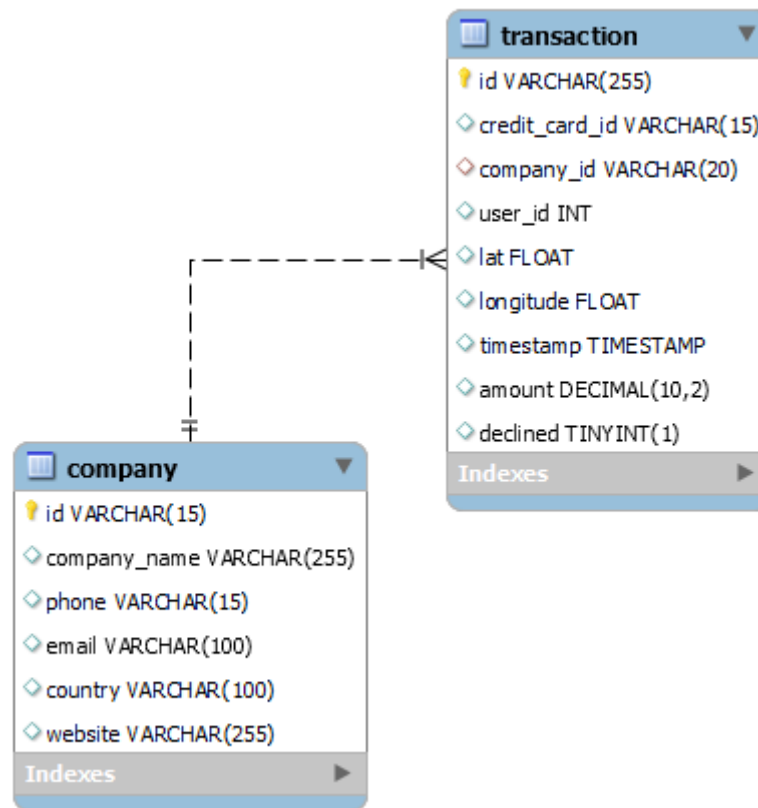 transaction
id VARCHAR(255)
credit_card_id VARCHAR(15)
company_id VARCHAR(20)
user_id INT
lat FLOAT
longitude FLOAT
timestamp TIMESTAMP
amount DECIMAL(10,2)
declined TINYINT(1)
Indexes
company
id VARCHAR(15)
company_name VARCHAR(255)
phone VARCHAR(15)
email VARCHAR(100)
country VARCHAR(100)
website VARCHAR(255)
Indexes